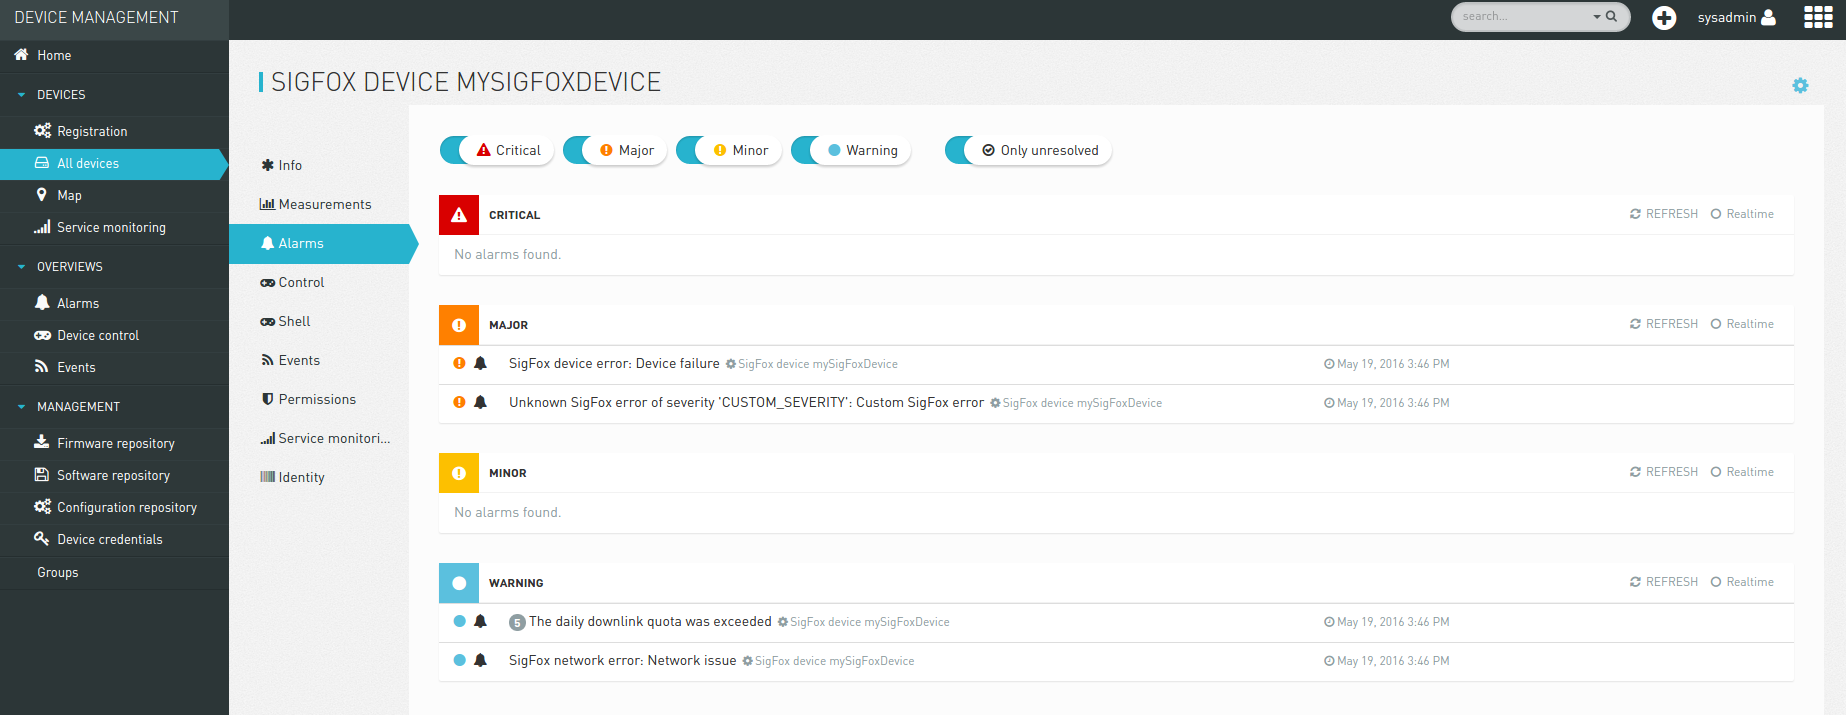 DEVICE MANAGEMENT
search...
sysadmin
Home
DEVICES
Registration
All devices
Map
Service monitoring
OVERVIEWS
Alarms
Device control
Events
MANAGEMENT
Firmware repository
Software repository
Configuration repository
Device credentials
Groups
SIGFOX DEVICE MYSIGFOXDEVICE
Info
Measurements
Alarms
Control
Shell
Events
Permissions
Service monitori...
Identity
Critical Major Minor Warning Only unresolved
CRITICAL REFRESH Realtime
No alarms found.
MAJOR REFRESH Realtime
SigFox device error: Device failure SigFox device mySigFoxDevice May 19, 2016 3:46 PM
Unknown SigFox error of severity 'CUSTOM_SEVERITY': Custom SigFox error SigFox device mySigFoxDevice May 19, 2016 3:46 PM
MINOR REFRESH Realtime
No alarms found.
WARNING REFRESH Realtime
5 The daily downlink quota was exceeded SigFox device mySigFoxDevice May 19, 2016 3:46 PM
SigFox network error: Network issue SigFox device mySigFoxDevice May 19, 2016 3:46 PM